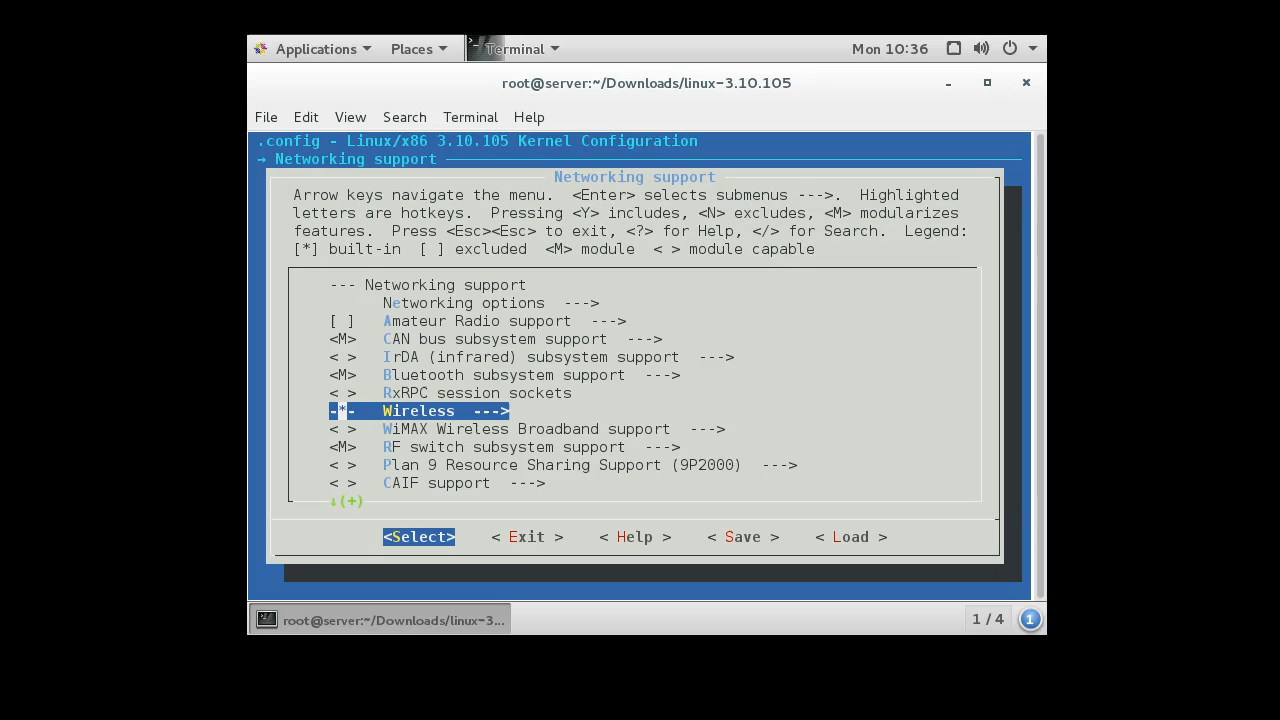 Applications Places Terminal Mon 10:36
root@server:~/Downloads/linux-3.10.105
File Edit View Search Terminal Help
.config - Linux/x86 3.10.105 Kernel Configuration
→ Networking support
Networking support
Arrow keys navigate the menu.  <Enter> selects submenus --->.  Highlighted
letters are hotkeys.  Pressing <Y> includes, <N> excludes, <M> modularizes
features.  Press <Esc><Esc> to exit, <?> for Help, </> for Search.  Legend:
[*] built-in  [ ] excluded  <M> module  < > module capable
--- Networking support
Networking options  --->
[ ]   Amateur Radio support  --->
<M>   CAN bus subsystem support  --->
< >   IrDA (infrared) subsystem support  --->
<M>   Bluetooth subsystem support  --->
< >   RxRPC session sockets
-*-   Wireless  --->
< >   WiMAX Wireless Broadband support  --->
<M>   RF switch subsystem support  --->
< >   Plan 9 Resource Sharing Support (9P2000)  --->
< >   CAIF support  --->
↓(+)
<Select>    < Exit >    < Help >    < Save >    < Load >
root@server:~/Downloads/linux-3... 1 / 4 1